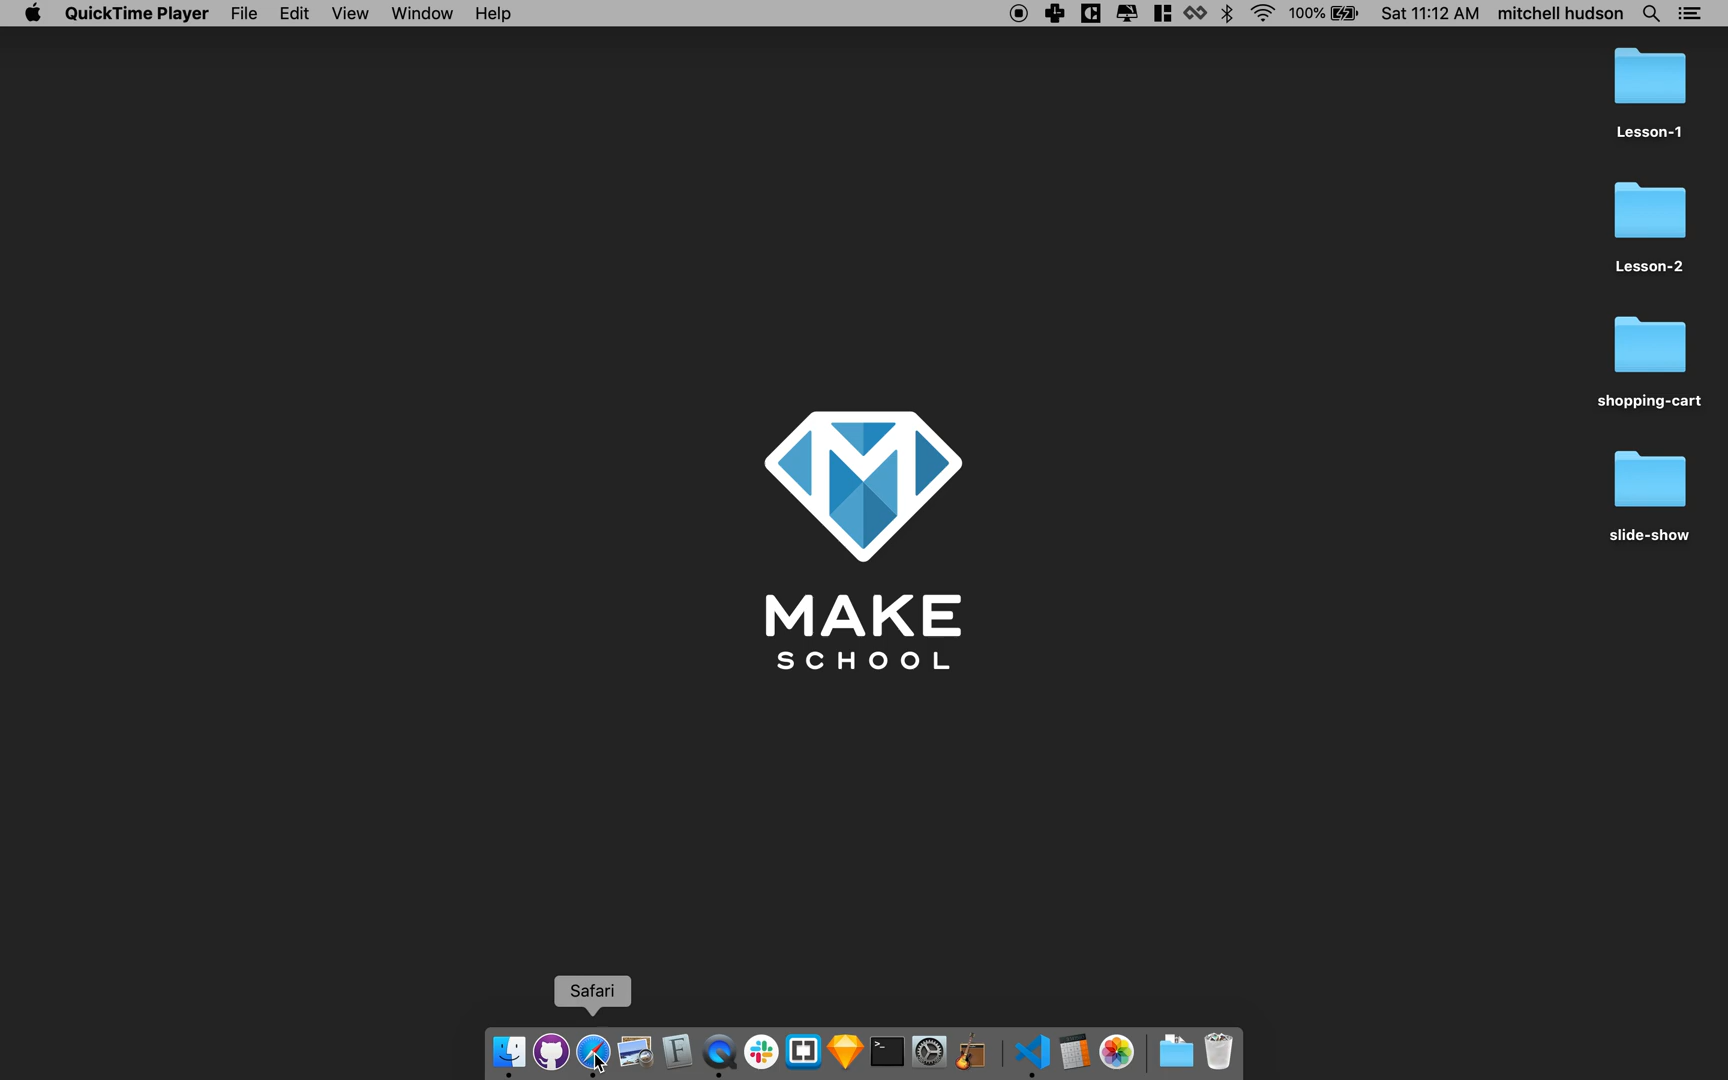 QuickTime Player File Edit View Window Help 100% Sat 11:12 AM mitchell hudson
Lesson-1
Lesson-2
shopping-cart
slide-show
MAKE
SCHOOL
Safari